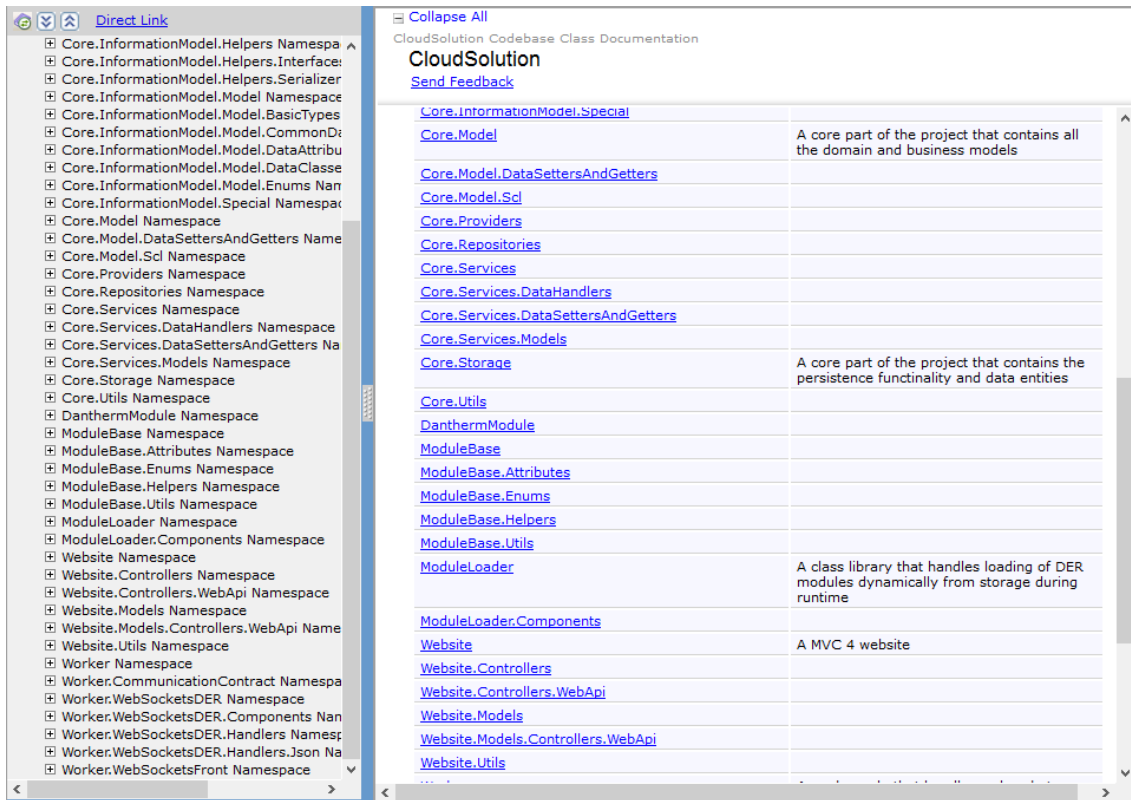 Direct Link
Core.InformationModel.Helpers Namespa
Core.InformationModel.Helpers.Interface
Core.InformationModel.Helpers.Serializer
Core.InformationModel.Model Namespace
Core.InformationModel.Model.BasicTypes
Core.InformationModel.Model.CommonDa
Core.InformationModel.Model.DataAttribu
Core.InformationModel.Model.DataClasse
Core.InformationModel.Model.Enums Nam
Core.InformationModel.Special Namespac
Core.Model Namespace
Core.Model.DataSettersAndGetters Name
Core.Model.Scl Namespace
Core.Providers Namespace
Core.Repositories Namespace
Core.Services Namespace
Core.Services.DataHandlers Namespace
Core.Services.DataSettersAndGetters Na
Core.Services.Models Namespace
Core.Storage Namespace
Core.Utils Namespace
DanthermModule Namespace
ModuleBase Namespace
ModuleBase.Attributes Namespace
ModuleBase.Enums Namespace
ModuleBase.Helpers Namespace
ModuleBase.Utils Namespace
ModuleLoader Namespace
ModuleLoader.Components Namespace
Website Namespace
Website.Controllers Namespace
Website.Controllers.WebApi Namespace
Website.Models Namespace
Website.Models.Controllers.WebApi Name
Website.Utils Namespace
Worker Namespace
Worker.CommunicationContract Namespa
Worker.WebSocketsDER Namespace
Worker.WebSocketsDER.Components Nan
Worker.WebSocketsDER.Handlers Namesp
Worker.WebSocketsDER.Handlers.Json Na
Worker.WebSocketsFront Namespace
Collapse All
CloudSolution Codebase Class Documentation
CloudSolution
Send Feedback
Core.InformationModel.Special
Core.Model
A core part of the project that contains all
the domain and business models
Core.Model.DataSettersAndGetters
Core.Model.Scl
Core.Providers
Core.Repositories
Core.Services
Core.Services.DataHandlers
Core.Services.DataSettersAndGetters
Core.Services.Models
Core.Storage
A core part of the project that contains the
persistence functinality and data entities
Core.Utils
DanthermModule
ModuleBase
ModuleBase.Attributes
ModuleBase.Enums
ModuleBase.Helpers
ModuleBase.Utils
ModuleLoader
A class library that handles loading of DER
modules dynamically from storage during
runtime
ModuleLoader.Components
Website
A MVC 4 website
Website.Controllers
Website.Controllers.WebApi
Website.Models
Website.Models.Controllers.WebApi
Website.Utils